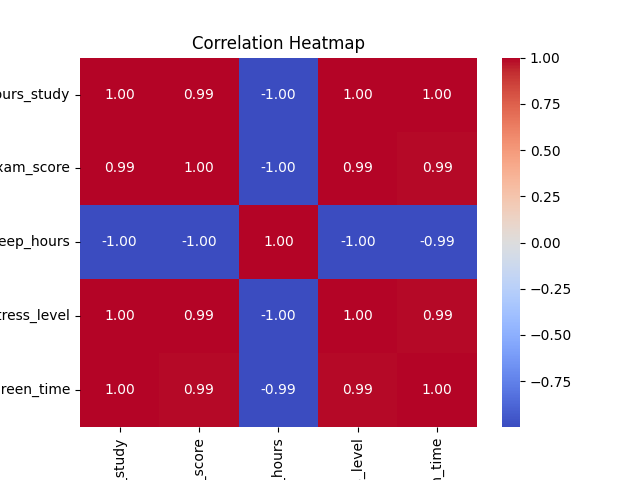 Correlation Heatmap
ours_study 1.00 0.99 -1.00 1.00 1.00
xam_score 0.99 1.00 -1.00 0.99 0.99
eep_hours -1.00 -1.00 1.00 -1.00 -0.99
tress_level 1.00 0.99 -1.00 1.00 0.99
reen_time 1.00 0.99 -0.99 0.99 1.00
_study _score _hours _level n_time
1.00
0.75
0.50
0.25
0.00
−0.25
−0.50
−0.75